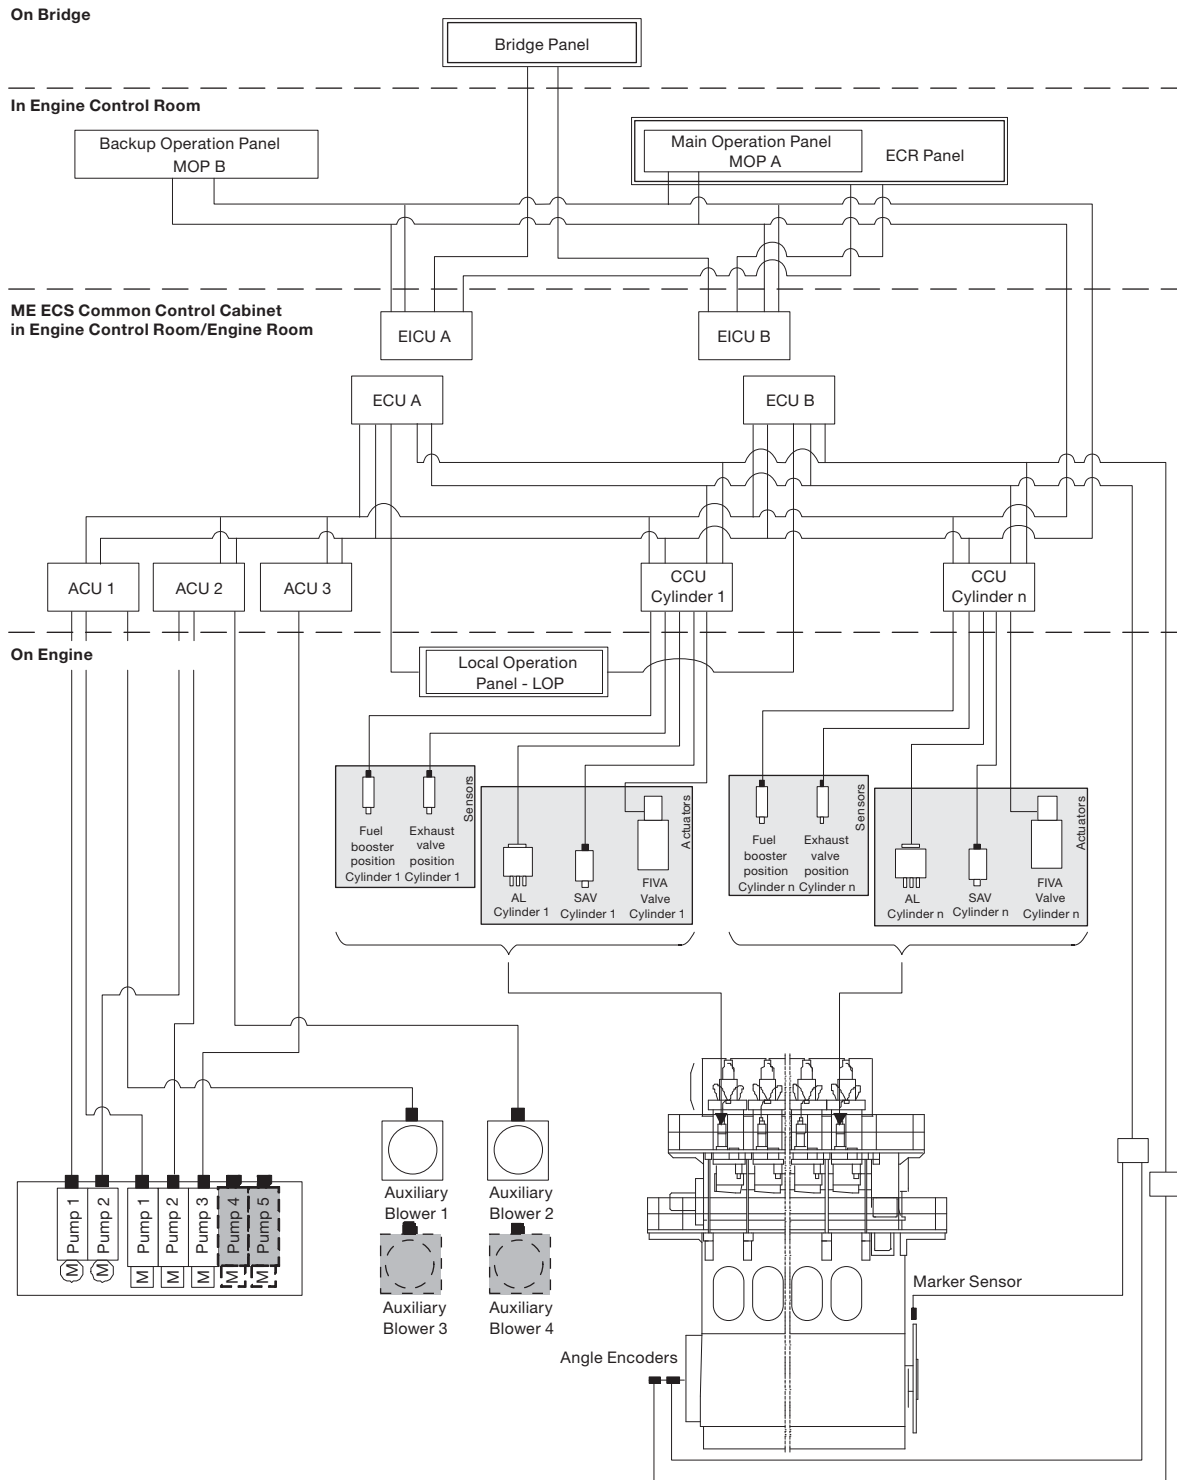 On Bridge
Bridge Panel
In Engine Control Room
Backup Operation Panel
MOP B
Main Operation Panel
MOP A
ECR Panel
ME ECS Common Control Cabinet
in Engine Control Room/Engine Room
EICU A
EICU B
ECU A
ECU B
ACU 1
ACU 2
ACU 3
CCU
Cylinder 1
CCU
Cylinder n
On Engine
Local Operation
Panel - LOP
Sensors
Fuel
booster
position
Cylinder 1
Exhaust
valve
position
Cylinder 1
Actuators
AL
Cylinder 1
SAV
Cylinder 1
FIVA
Valve
Cylinder 1
Sensors
Fuel
booster
position
Cylinder n
Exhaust
valve
position
Cylinder n
Actuators
AL
Cylinder n
SAV
Cylinder n
FIVA
Valve
Cylinder n
Pump 1
M
Pump 2
M
Pump 1
M
Pump 2
M
Pump 3
M
Pump 4
M
Pump 5
M
Auxiliary
Blower 1
Auxiliary
Blower 2
Auxiliary
Blower 3
Auxiliary
Blower 4
Marker Sensor
Angle Encoders